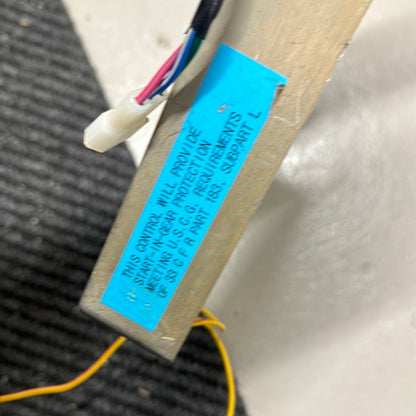 THIS CONTROL WILL PROVIDE
START-IN-GEAR PROTECTION
MEETING U.S.C.G. REQUIREMENTS
OF 33 C F R PART 183, SUBPART L